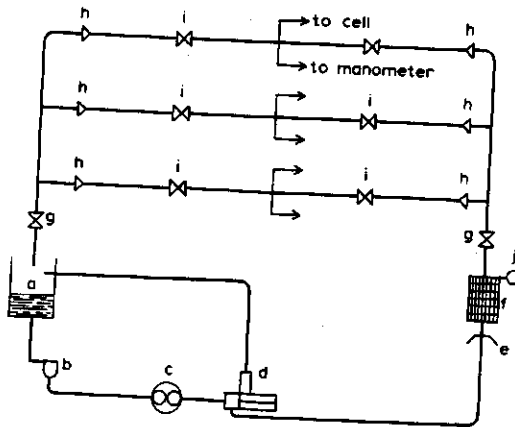 h i → to cell h
→ to manometer
h i i h
h i i h
g g
a j
f
e
b c d